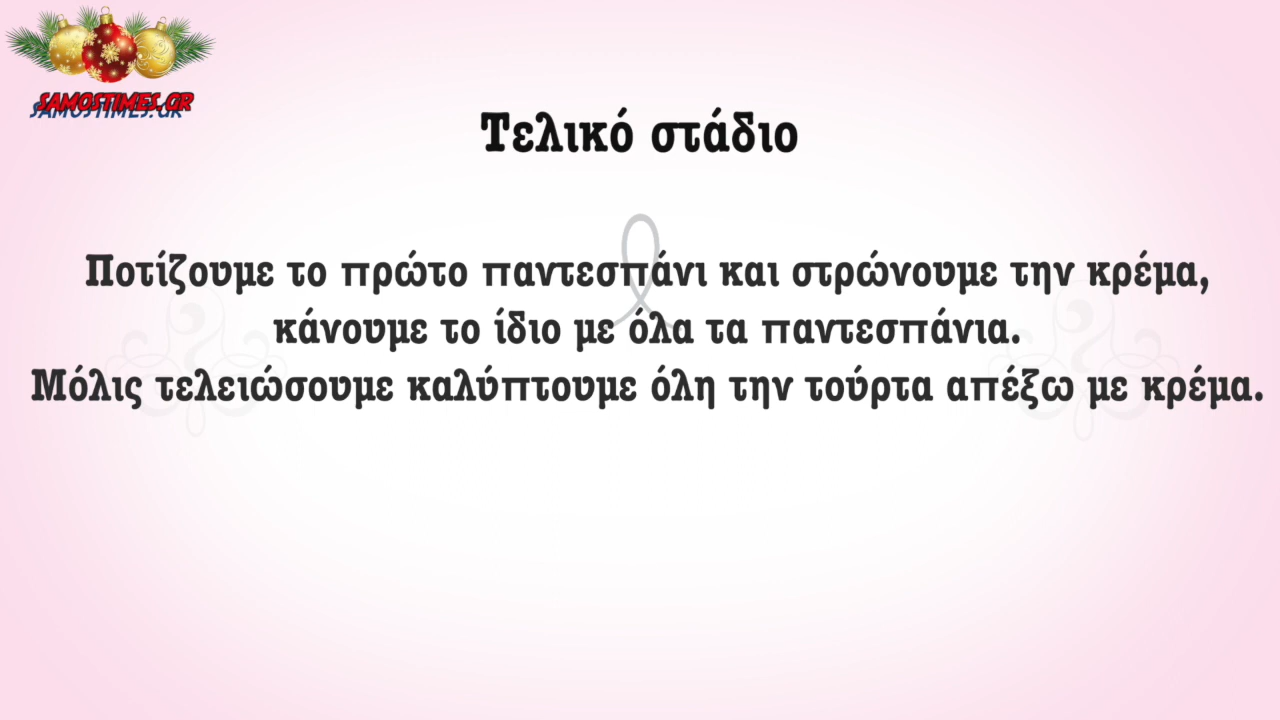 SAMOSTIMES.GR
Τελικό στάδιο
Ποτίζουμε το πρώτο παντεσπάνι και στρώνουμε την κρέμα,
κάνουμε το ίδιο με όλα τα παντεσπάνια.
Μόλις τελειώσουμε καλύπτουμε όλη την τούρτα απέξω με κρέμα.